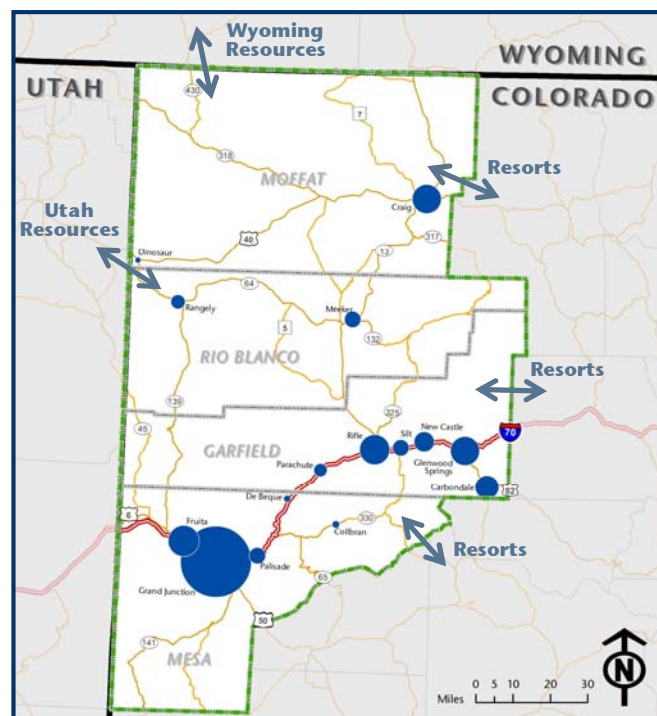 Wyoming
Resources
WYOMING
UTAH
COLORADO
430
7
318
Resorts
MOFFAT
Craig
Utah
Resources
40
13
317
Dinosaur
64
Rangely
Meeker
5
132
RIO BLANCO
Resorts
139
325
45
New Castle
70
Rifle
Silt
GARFIELD
Glenwood
Springs
Parachute
Carbondale
82
De Beque
6
Fruita
330
Collbran
Resorts
Palisade
65
Grand Junction
50
141
MESA
N
0 5 10 20 30
Miles